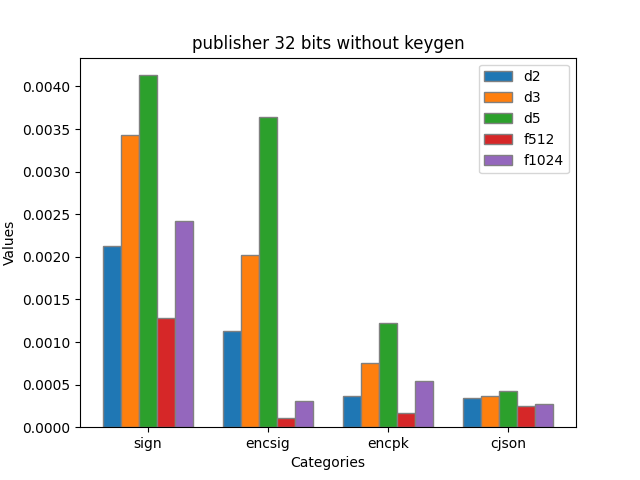 publisher 32 bits without keygen
d2
d3
d5
f512
f1024
Values
0.0040
0.0035
0.0030
0.0025
0.0020
0.0015
0.0010
0.0005
0.0000
sign encsig encpk cjson
Categories